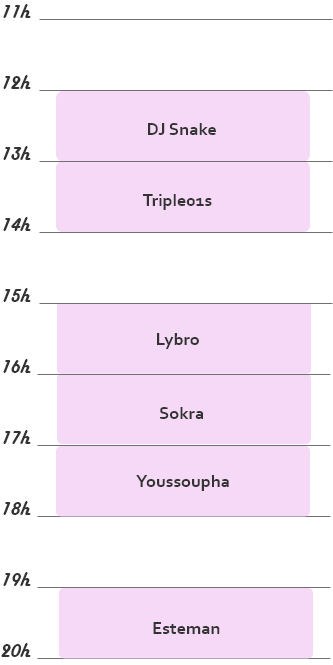 11h
12h
DJ Snake
13h
Tripleo1s
14h
15h
Lybro
16h
Sokra
17h
Youssoupha
18h
19h
Esteman
20h